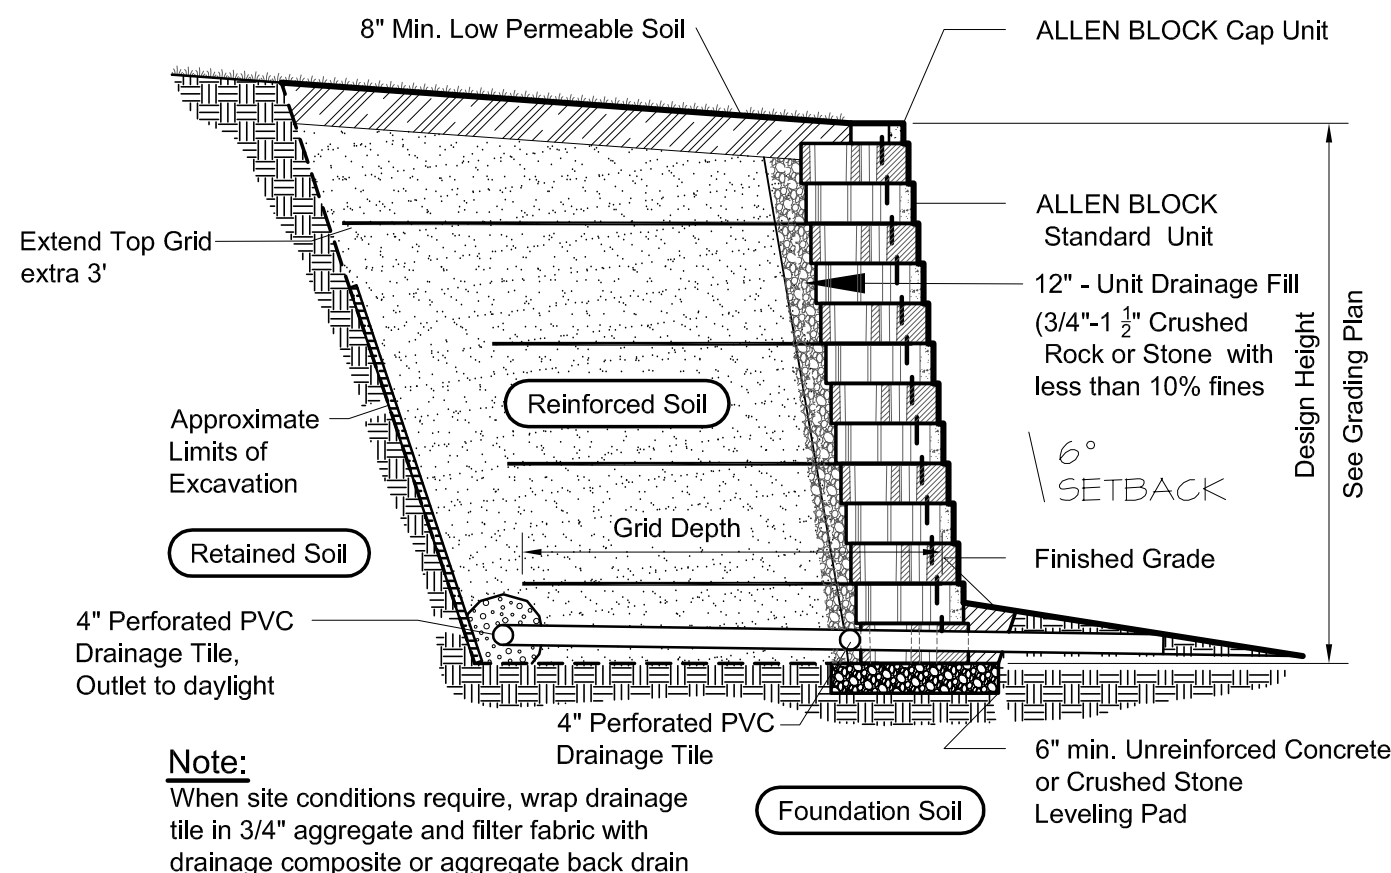 8" Min. Low Permeable Soil
ALLEN BLOCK Cap Unit
ALLEN BLOCK
Standard Unit
Extend Top Grid
extra 3'
12" - Unit Drainage Fill
(3/4"-1 1/2" Crushed
Rock or Stone with
less than 10% fines
Design Height
See Grading Plan
Reinforced Soil
Approximate
Limits of
Excavation
6°
SETBACK
Grid Depth
Retained Soil
Finished Grade
4" Perforated PVC
Drainage Tile,
Outlet to daylight
4" Perforated PVC
Drainage Tile
6" min. Unreinforced Concrete
or Crushed Stone
Leveling Pad
Foundation Soil
Note:
When site conditions require, wrap drainage
tile in 3/4" aggregate and filter fabric with
drainage composite or aggregate back drain